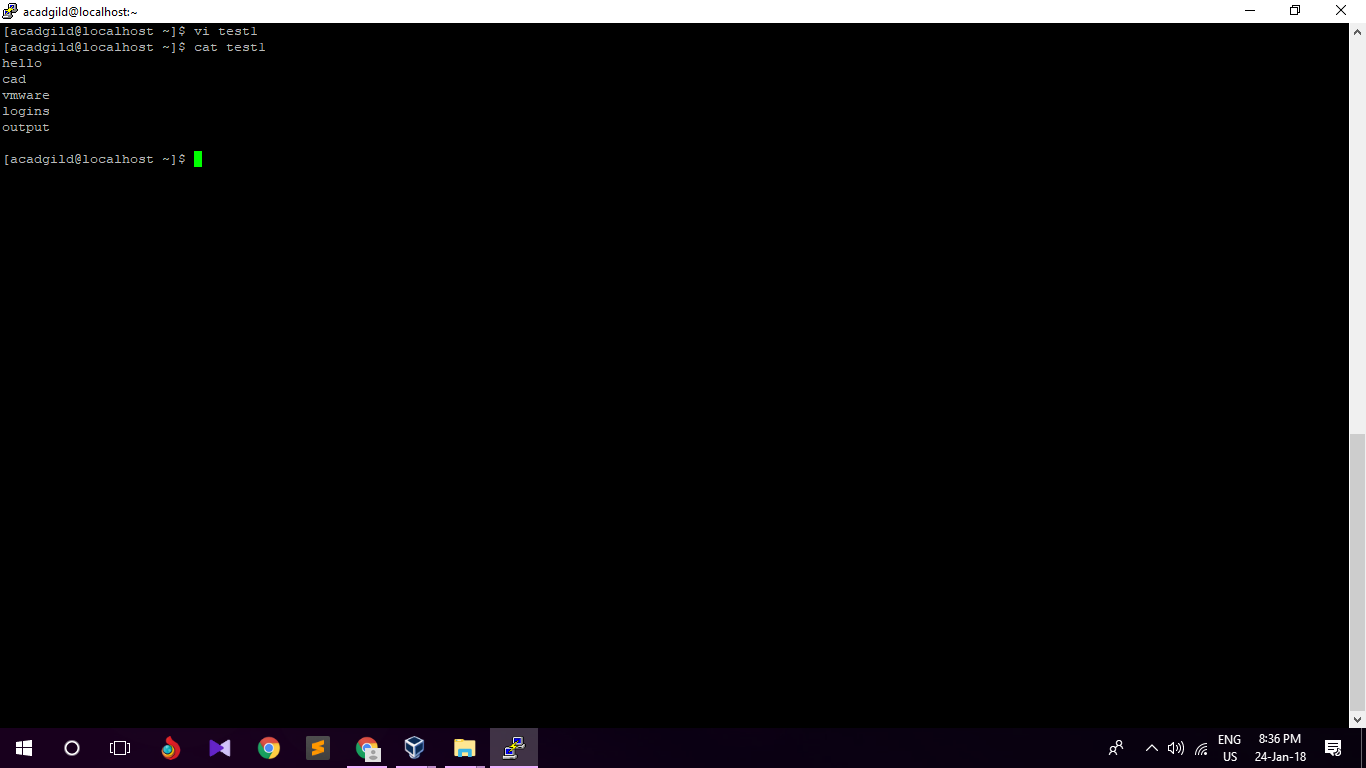 acadgild@localhost:~
[acadgild@localhost ~]$ vi test1
[acadgild@localhost ~]$ cat test1
hello
cad
vmware
logins
output
[acadgild@localhost ~]$
ENG
US
8:36 PM
24-Jan-18